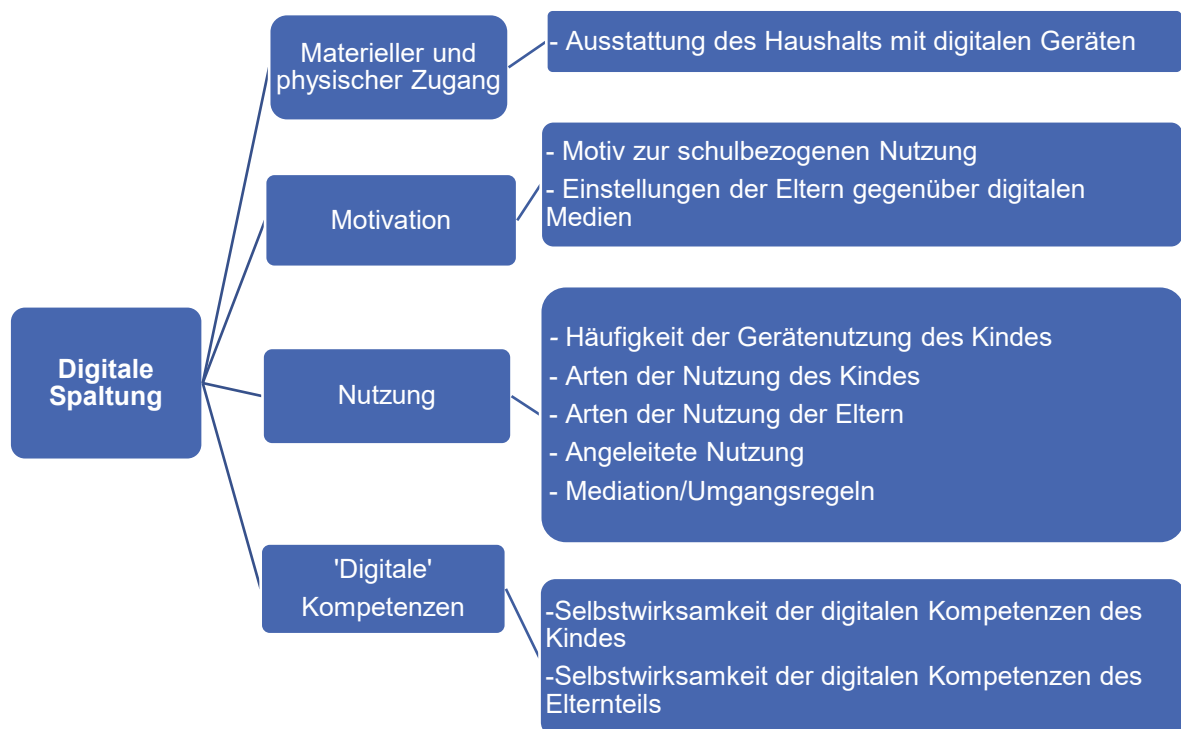 Digitale
Spaltung
Materieller und
physischer Zugang
- Ausstattung des Haushalts mit digitalen Geräten
Motivation
- Motiv zur schulbezogenen Nutzung
- Einstellungen der Eltern gegenüber digitalen
Medien
Nutzung
- Häufigkeit der Gerätenutzung des Kindes
- Arten der Nutzung des Kindes
- Arten der Nutzung der Eltern
- Angeleitete Nutzung
- Mediation/Umgangsregeln
'Digitale'
Kompetenzen
-Selbstwirksamkeit der digitalen Kompetenzen des
Kindes
-Selbstwirksamkeit der digitalen Kompetenzen des
Elternteils